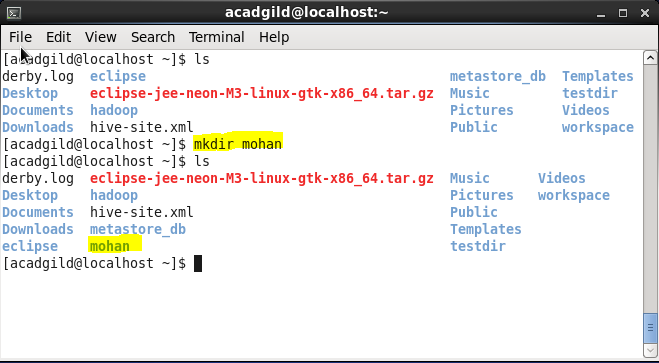 acadgild@localhost:~
File Edit View Search Terminal Help
[acadgild@localhost ~]$ ls
derby.log eclipse metastore_db Templates
Desktop eclipse-jee-neon-M3-linux-gtk-x86_64.tar.gz Music testdir
Documents hadoop Pictures Videos
Downloads hive-site.xml Public workspace
[acadgild@localhost ~]$ mkdir mohan
[acadgild@localhost ~]$ ls
derby.log eclipse-jee-neon-M3-linux-gtk-x86_64.tar.gz Music Videos
Desktop hadoop Pictures workspace
Documents hive-site.xml Public
Downloads metastore_db Templates
eclipse mohan testdir
[acadgild@localhost ~]$